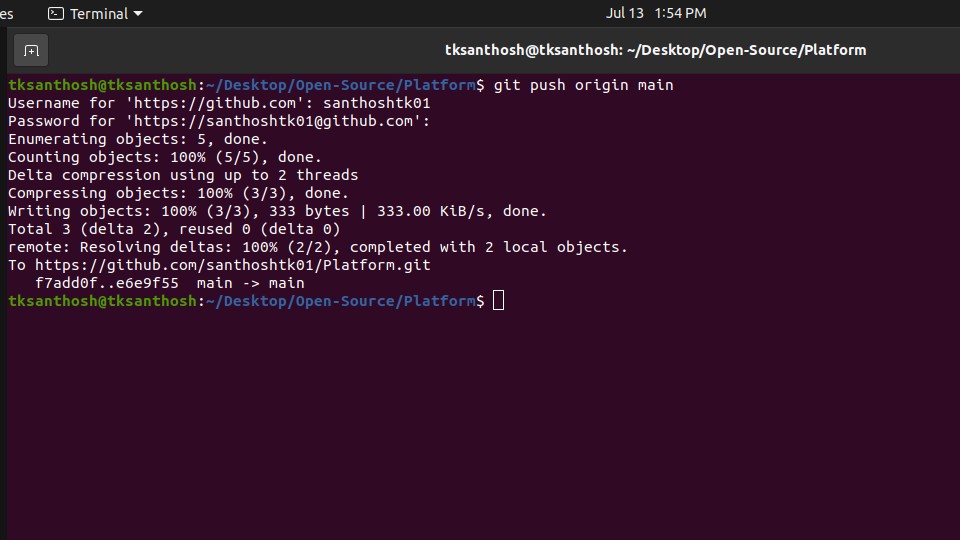 es
Terminal
Jul 13 1:54 PM
tksanthosh@tksanthosh: ~/Desktop/Open-Source/Platform
tksanthosh@tksanthosh:~/Desktop/Open-Source/Platform$ git push origin main
Username for 'https://github.com': santhoshtk01
Password for 'https://santhoshtk01@github.com':
Enumerating objects: 5, done.
Counting objects: 100% (5/5), done.
Delta compression using up to 2 threads
Compressing objects: 100% (3/3), done.
Writing objects: 100% (3/3), 333 bytes | 333.00 KiB/s, done.
Total 3 (delta 2), reused 0 (delta 0)
remote: Resolving deltas: 100% (2/2), completed with 2 local objects.
To https://github.com/santhoshtk01/Platform.git
   f7add0f..e6e9f55  main -> main
tksanthosh@tksanthosh:~/Desktop/Open-Source/Platform$